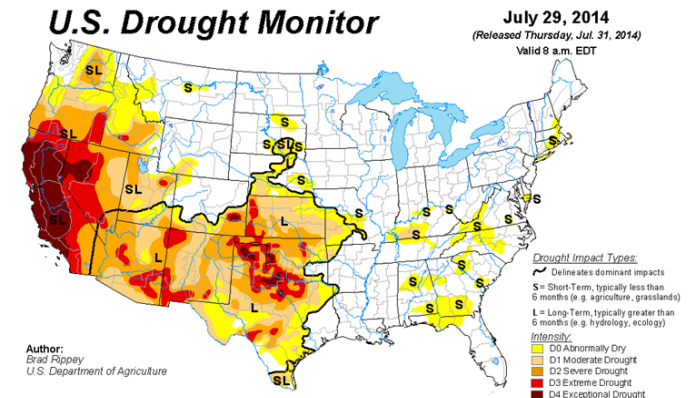 U.S. Drought Monitor
July 29, 2014
(Released Thursday, Jul. 31, 2014)
Valid 8 a.m. EDT
SL
S
SL
S
S
SL
S
S
SL
S
S
S
S
S
S
S
L
SL
L
L
S
S
S
S
S
SL
Drought Impact Types:
Delineates dominant impacts
S = Short-Term, typically less than
6 months (e.g. agriculture, grasslands)
L = Long-Term, typically greater than
6 months (e.g. hydrology, ecology)
Intensity:
D0 Abnormally Dry
D1 Moderate Drought
D2 Severe Drought
D3 Extreme Drought
D4 Exceptional Drought
Author:
Brad Rippey
U.S. Department of Agriculture